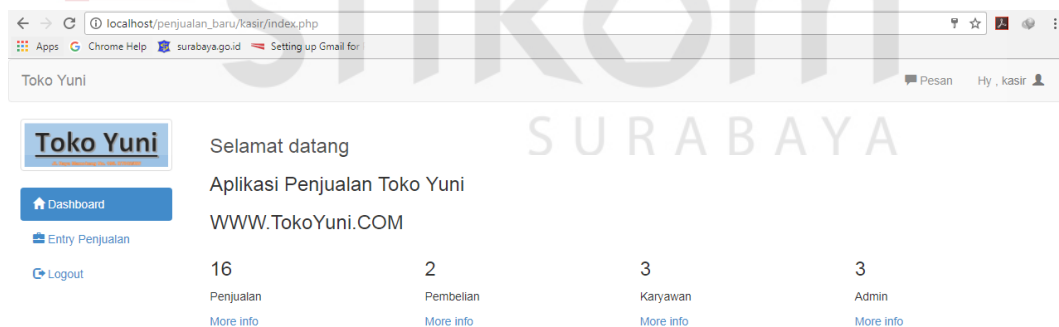 localhost/penjualan_baru/kasir/index.php
Apps Chrome Help surabaya.go.id Setting up Gmail for
Toko Yuni Pesan Hy , kasir
Toko Yuni
SURABAYA
Selamat datang
Aplikasi Penjualan Toko Yuni
Dashboard
WWW.TokoYuni.COM
Entry Penjualan
Logout
16 2 3 3
Penjualan Pembelian Karyawan Admin
More info More info More info More info